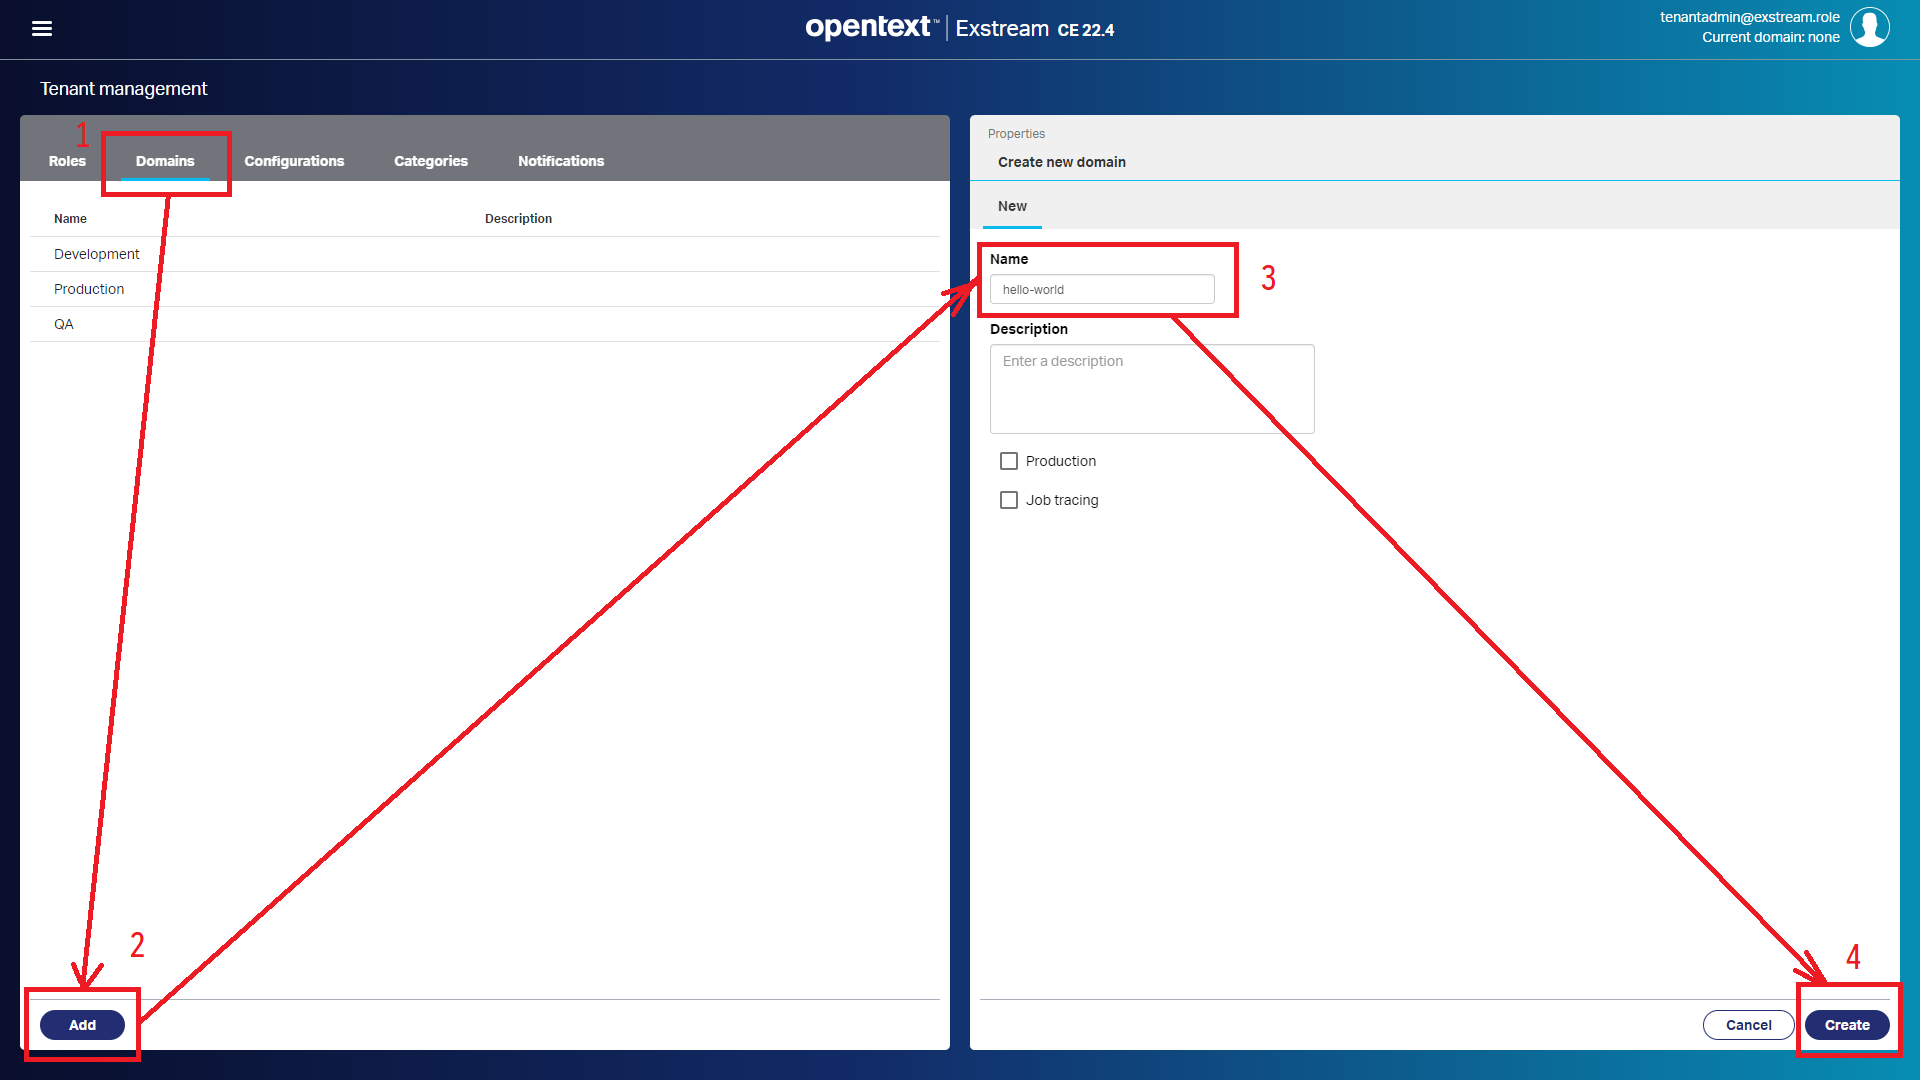 opentext™ | Exstream CE 22.4
tenantadmin@exstream.role
Current domain: none
Tenant management
1
Roles Domains Configurations Categories Notifications
Name Description
Development
Production
QA
2
Add
Properties
Create new domain
New
Name
hello-world
3
Description
Enter a description
Production
Job tracing
4
Cancel Create